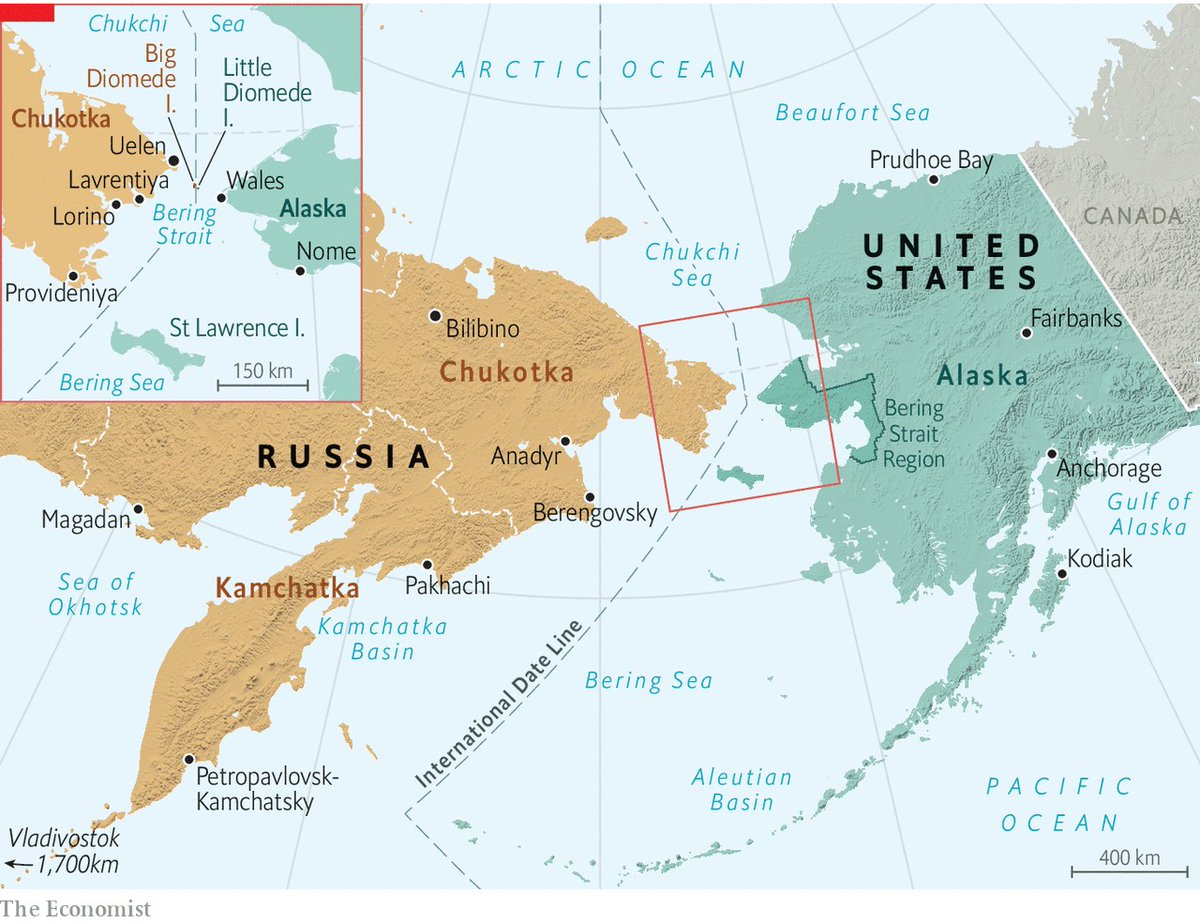 Chukchi Sea
Big
Diomede
I.
Little
Diomede
I.
Chukotka
Uelen
Lavrentiya
Lorino
Wales
Bering
Strait
Alaska
Nome
Provideniya
St Lawrence I.
Bering Sea
150 km
ARCTIC OCEAN
Beaufort Sea
Prudhoe Bay
CANADA
Chukchi
Sea
UNITED
STATES
Bilibino
Fairbanks
Chukotka
Alaska
Bering
Strait
Region
RUSSIA
Anadyr
Anchorage
Berengovsky
Gulf of
Alaska
Magadan
Kodiak
Sea of
Okhotsk
Kamchatka
Pakhachi
Kamchatka
Basin
International Date Line
Bering Sea
Petropavlovsk-
Kamchatsky
Aleutian
Basin
PACIFIC
OCEAN
Vladivostok
1,700km
400 km
The Economist